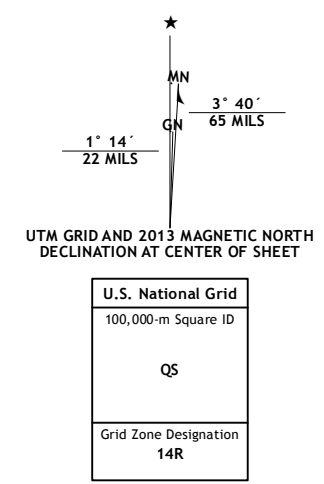 ★
MN
3° 40´
65 MILS
GN
1° 14´
22 MILS
UTM GRID AND 2013 MAGNETIC NORTH
DECLINATION AT CENTER OF SHEET
U.S. National Grid
100,000-m Square ID
QS
Grid Zone Designation
14R